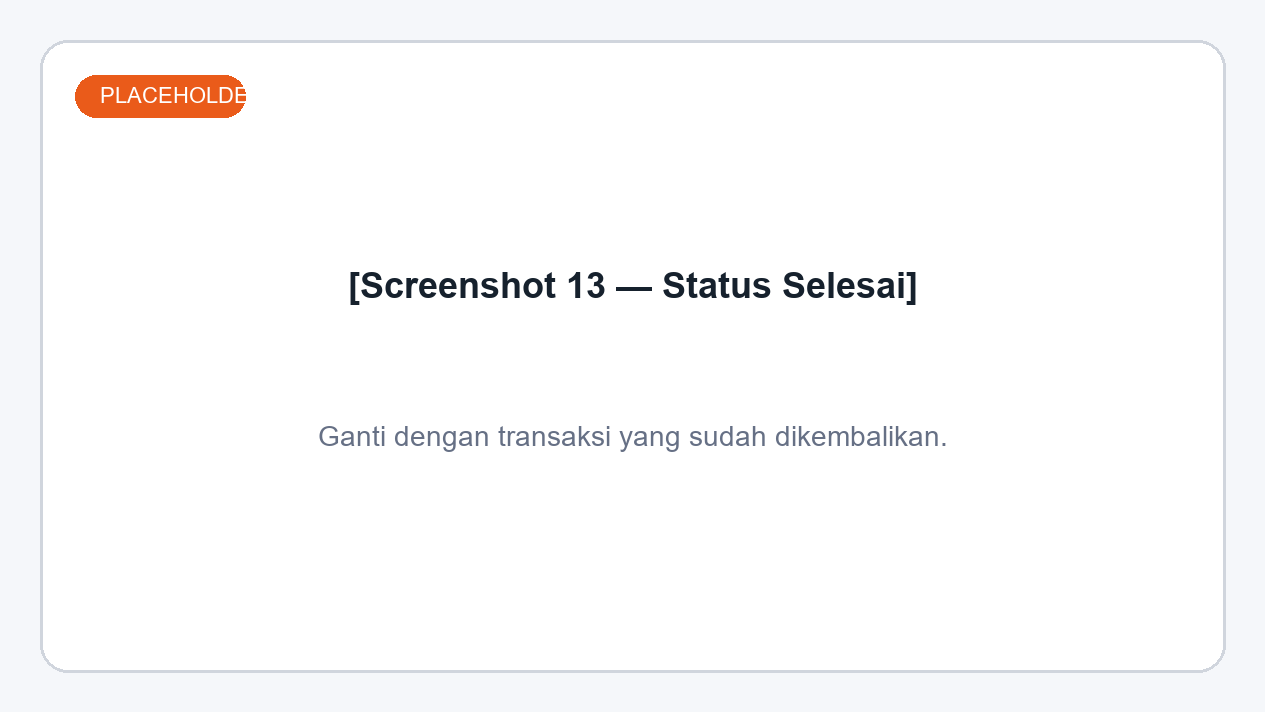 PLACEHOLDE
[Screenshot 13 — Status Selesai]
Ganti dengan transaksi yang sudah dikembalikan.